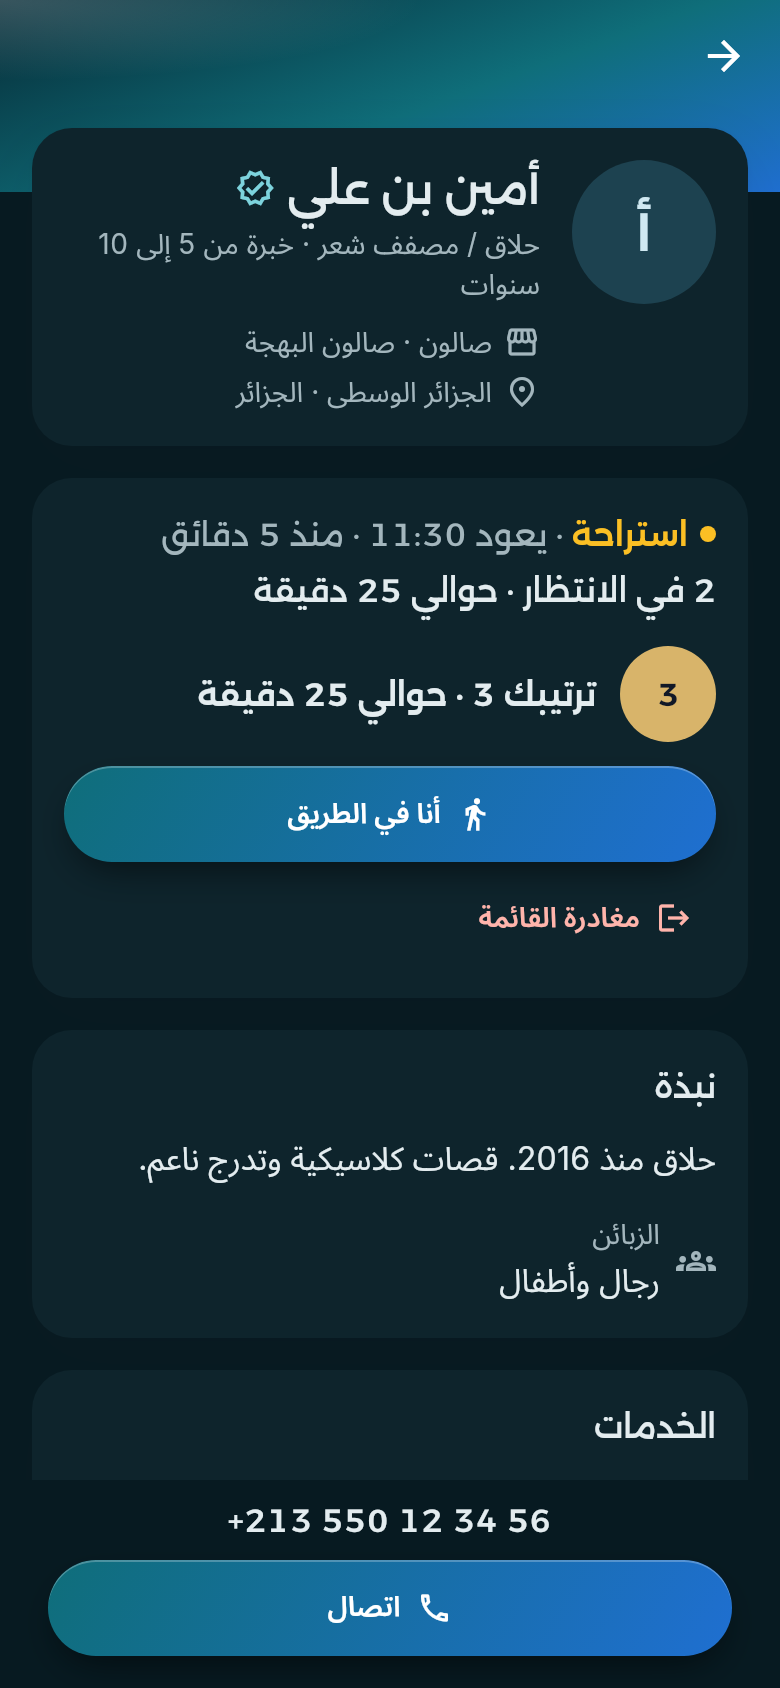 أمين بن علي
أ
حلاق / مصفف شعر · خبرة من 5 إلى 10
سنوات
صالون · صالون البهجة
الجزائر الوسطى · الجزائر
استراحة · يعود 11:30 · منذ 5 دقائق
2 في الانتظار · حوالي 25 دقيقة
3
ترتيبك 3 · حوالي 25 دقيقة
أنا في الطريق
مغادرة القائمة
نبذة
حلاق منذ 2016. قصات كلاسيكية وتدرج ناعم.
الزبائن
رجال وأطفال
الخدمات
+213 550 12 34 56
اتصال